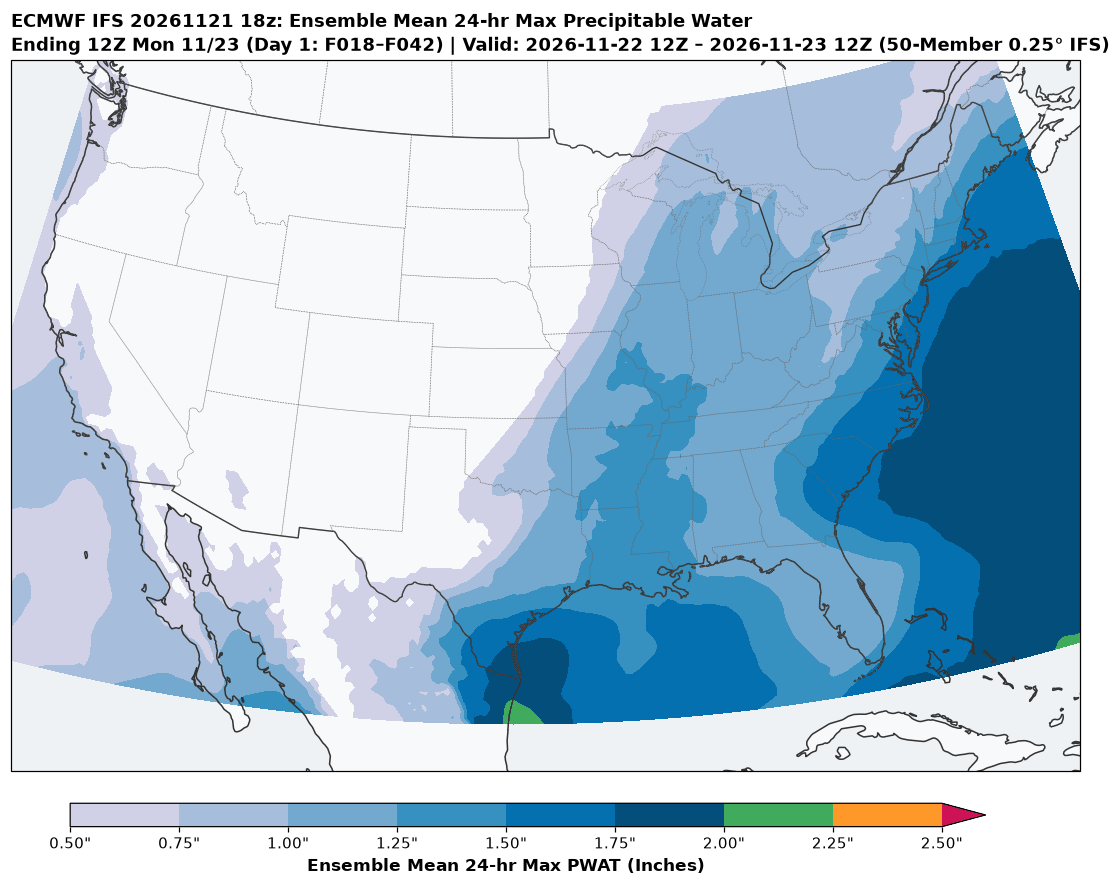 ECMWF IFS 20261121 18z: Ensemble Mean 24-hr Max Precipitable Water
Ending 12Z Mon 11/23 (Day 1: F018–F042) | Valid: 2026-11-22 12Z – 2026-11-23 12Z (50-Member 0.25° IFS)
0.50" 0.75" 1.00" 1.25" 1.50" 1.75" 2.00" 2.25" 2.50"
Ensemble Mean 24-hr Max PWAT (Inches)